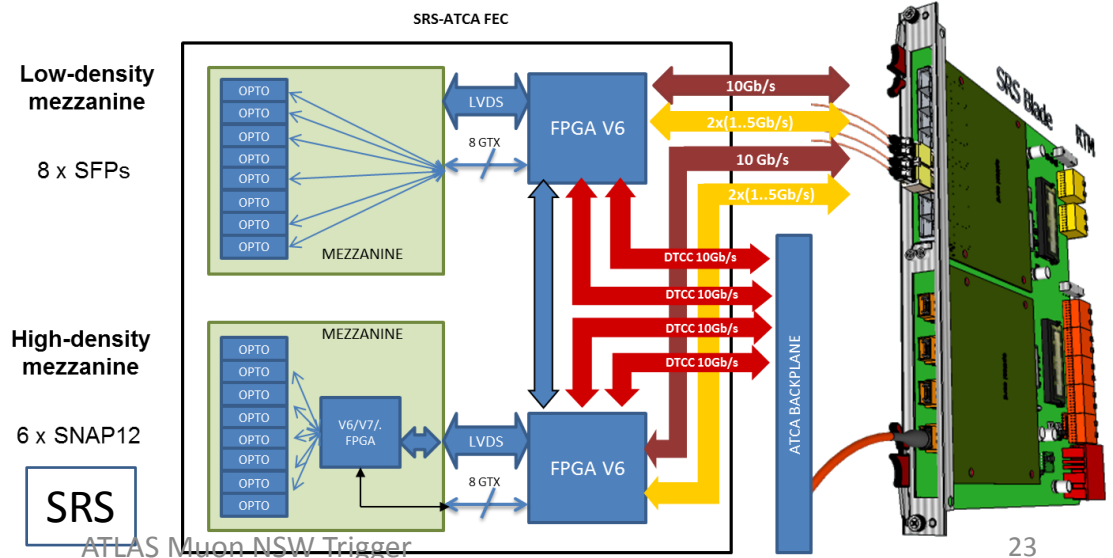 SRS-ATCA FEC
Low-density
mezzanine
8 x SFPs
OPTO
OPTO
OPTO
OPTO
OPTO
OPTO
OPTO
OPTO
MEZZANINE
LVDS
8 GTX
FPGA V6
10Gb/s
2x(1..5Gb/s)
10 Gb/s
2x(1..5Gb/s)
DTCC 10Gb/s
DTCC 10Gb/s
DTCC 10Gb/s
DTCC 10Gb/s
ATCA BACKPLANE
SRS Blade
RTM
High-density
mezzanine
6 x SNAP12
MEZZANINE
OPTO
OPTO
OPTO
OPTO
OPTO
OPTO
OPTO
OPTO
V6/V7/.
FPGA
LVDS
8 GTX
FPGA V6
SRS
ATLAS Muon NSW Trigger
23